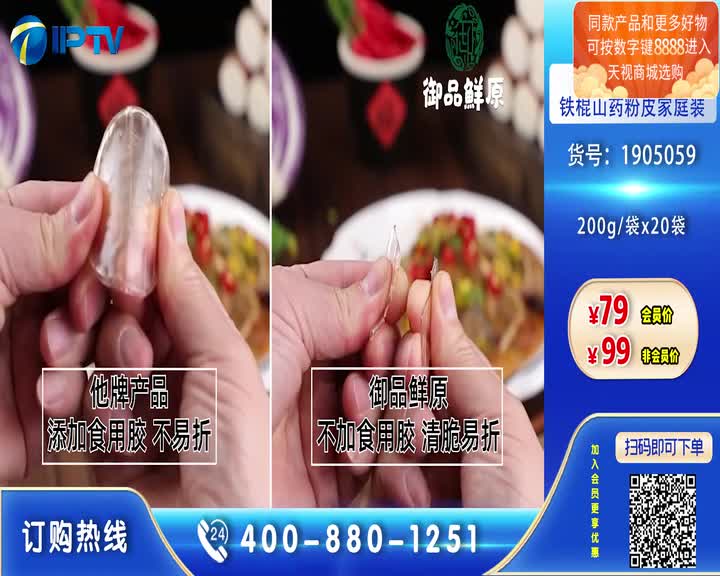 IPTV
御品鲜原
同款产品和更多好物
可按数字键8888进入
天视商城选购
铁棍山药粉皮家庭装
货号：1905059
200g/袋x20袋
¥79 会员价
¥99 非会员价
他牌产品
添加食用胶 不易折
御品鲜原
不加食用胶 清脆易折
加入会员更享优惠
扫码即可下单
订购热线
24
400-880-1251